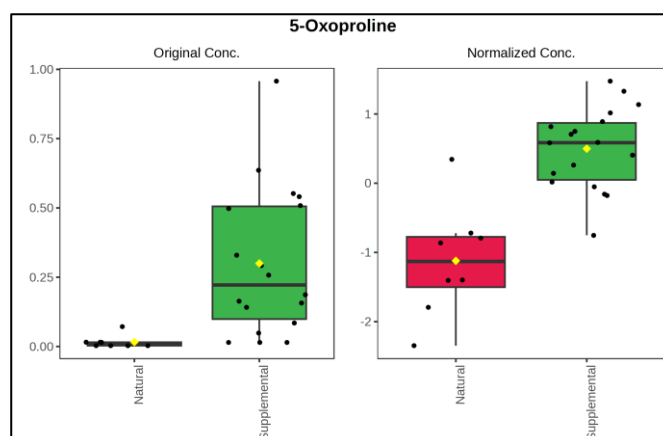 5-Oxoproline
Original Conc.
Normalized Conc.
1.00
0.75
0.50
0.25
0.00
1
0
-1
-2
Natural
Supplemental
Natural
Supplemental